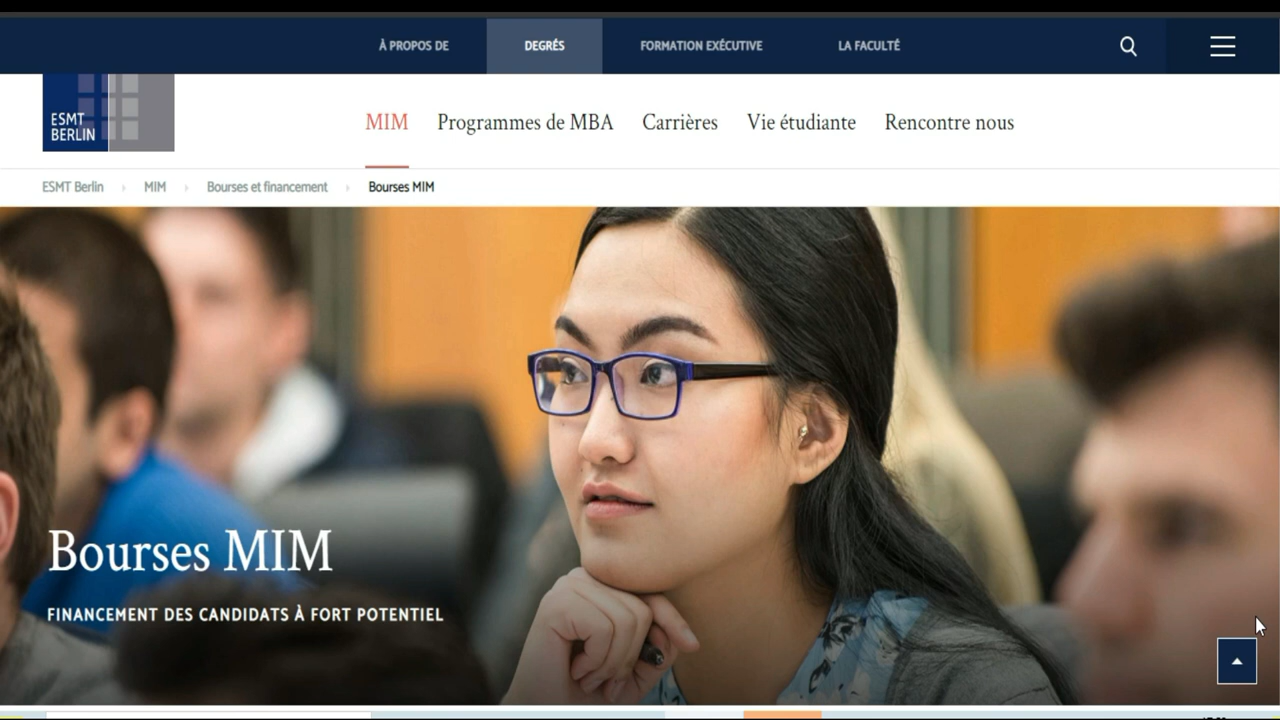 À PROPOS DE
DEGRÉS
FORMATION EXÉCUTIVE
LA FACULTÉ
ESMT
BERLIN
MIM
Programmes de MBA
Carrières
Vie étudiante
Rencontre nous
ESMT Berlin
MIM
Bourses et financement
Bourses MIM
Bourses MIM
FINANCEMENT DES CANDIDATS À FORT POTENTIEL